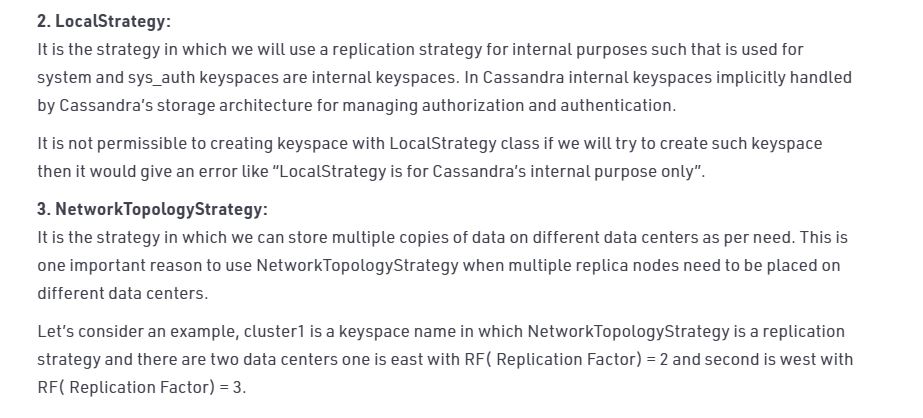 2. LocalStrategy:
It is the strategy in which we will use a replication strategy for internal purposes such that is used for
system and sys_auth keyspaces are internal keyspaces. In Cassandra internal keyspaces implicitly handled
by Cassandra’s storage architecture for managing authorization and authentication.
It is not permissible to creating keyspace with LocalStrategy class if we will try to create such keyspace
then it would give an error like “LocalStrategy is for Cassandra’s internal purpose only”.
3. NetworkTopologyStrategy:
It is the strategy in which we can store multiple copies of data on different data centers as per need. This is
one important reason to use NetworkTopologyStrategy when multiple replica nodes need to be placed on
different data centers.
Let’s consider an example, cluster1 is a keyspace name in which NetworkTopologyStrategy is a replication
strategy and there are two data centers one is east with RF( Replication Factor) = 2 and second is west with
RF( Replication Factor) = 3.